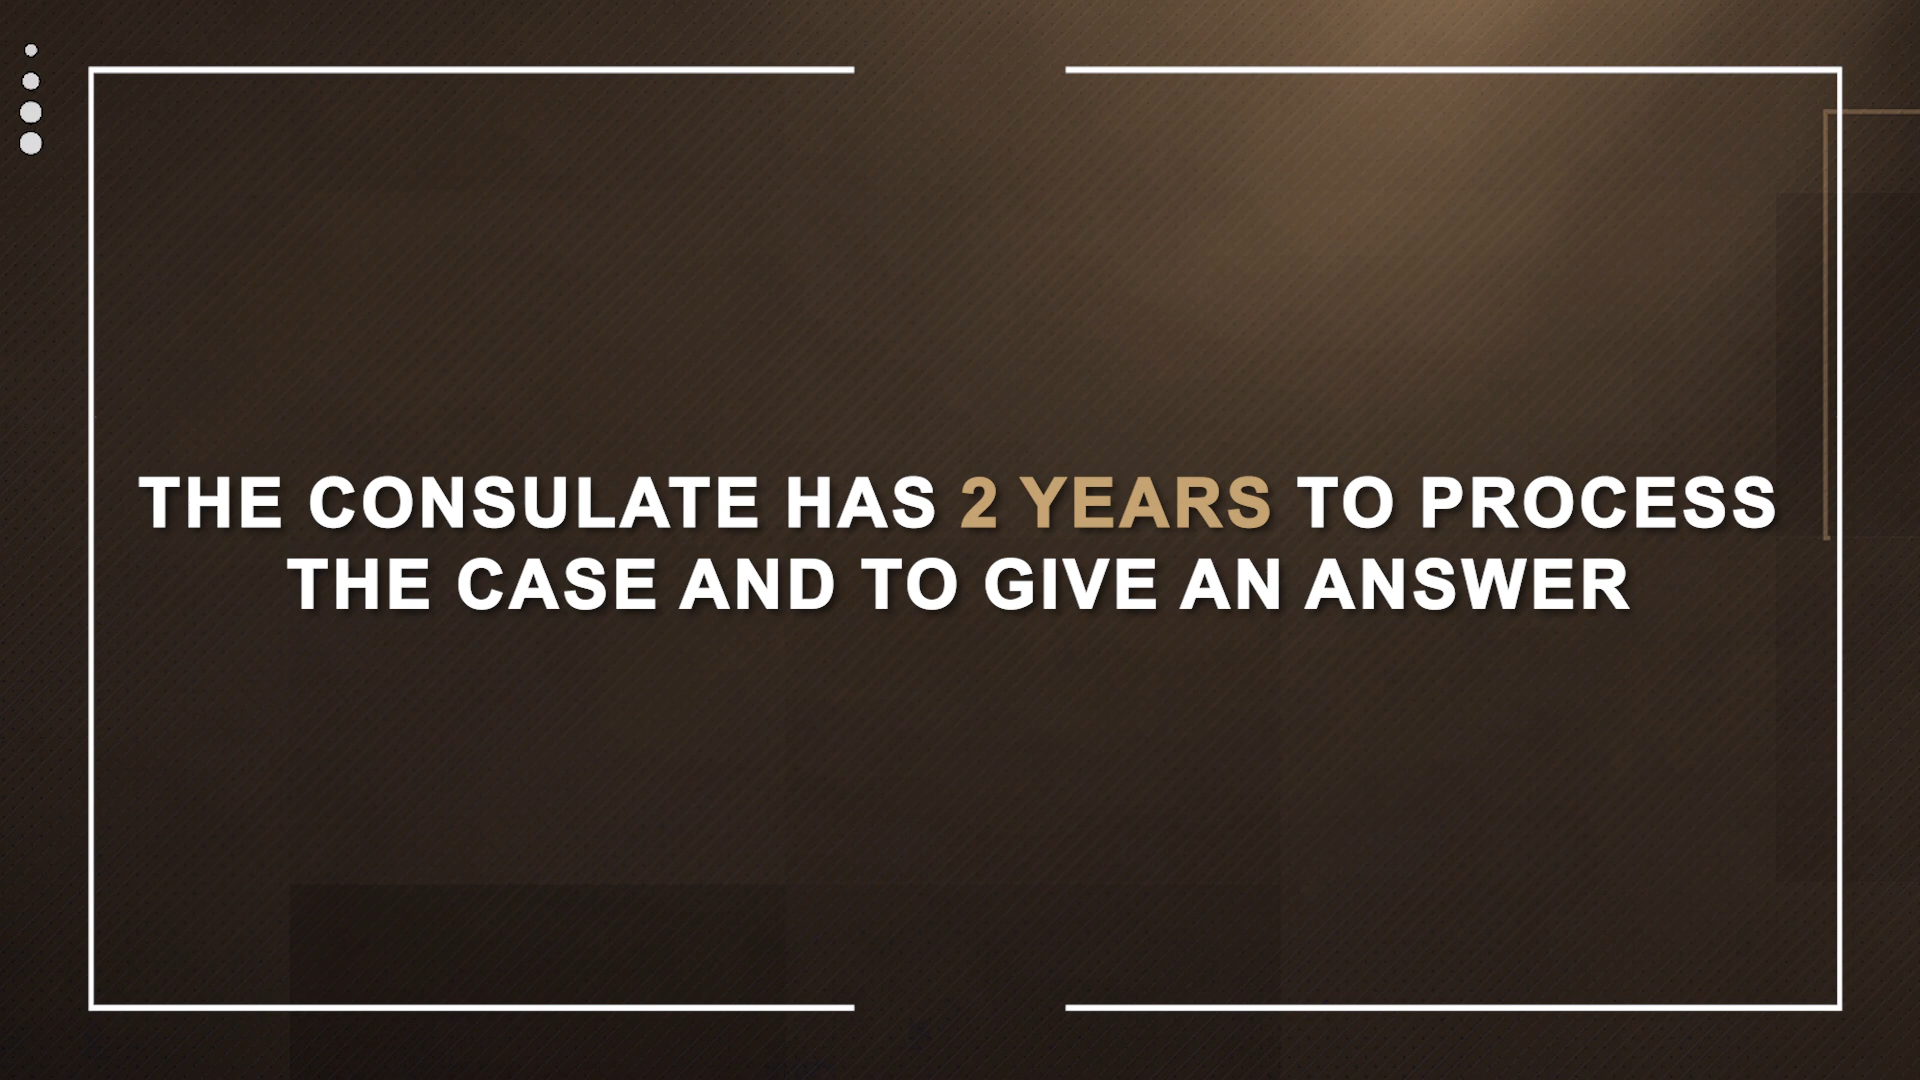 THE CONSULATE HAS 2 YEARS TO PROCESS
THE CASE AND TO GIVE AN ANSWER